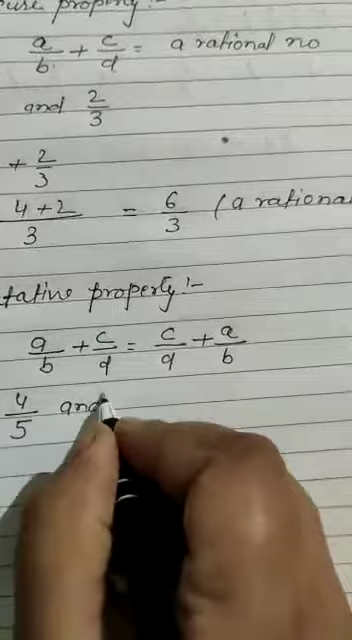 property:-
a/b + c/d = a rational no
and 2/3
+ 2/3
4+2/3 = 6/3 (a rational
tative property:-
a/b + c/d = c/d + a/b
4/5 and